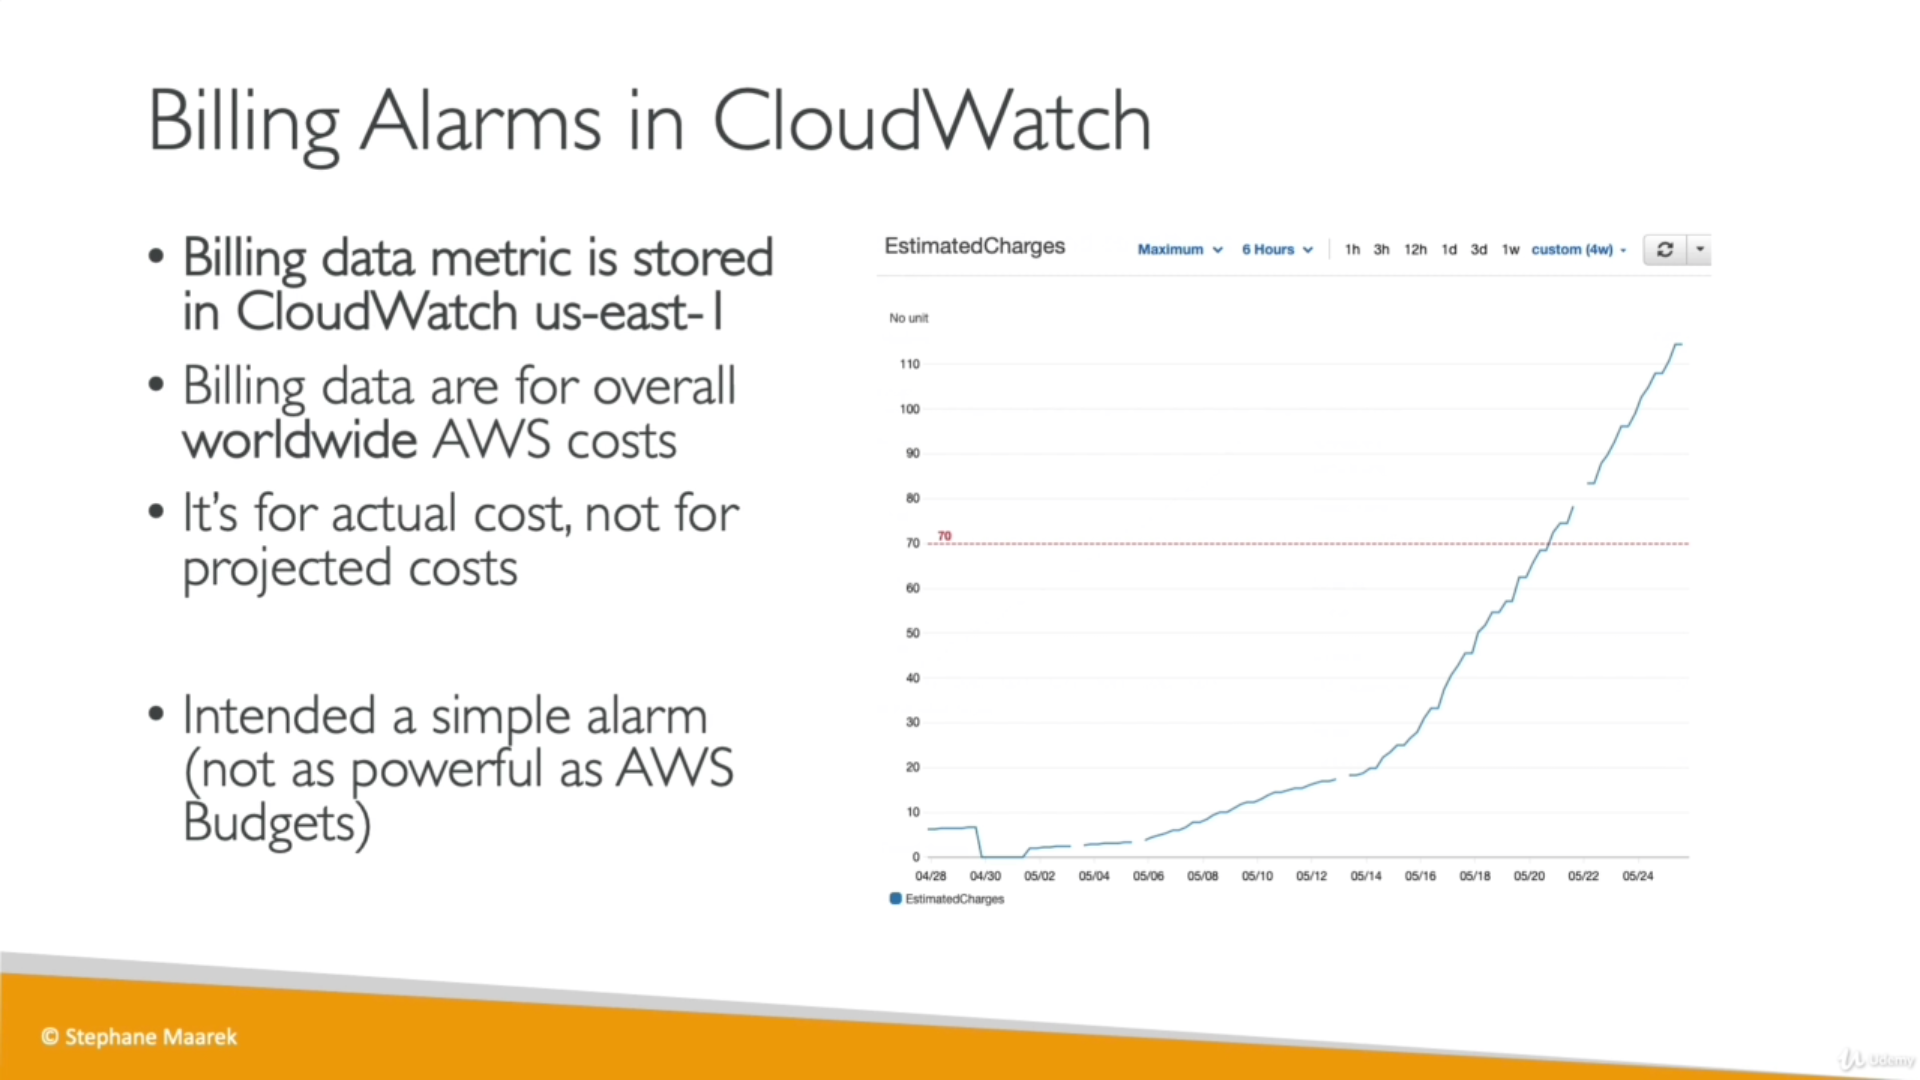 Billing Alarms in CloudWatch
• Billing data metric is stored
in CloudWatch us-east-1
• Billing data are for overall
worldwide AWS costs
• It's for actual cost, not for
projected costs
• Intended a simple alarm
(not as powerful as AWS
Budgets)
EstimatedCharges
Maximum 6 Hours 1h 3h 12h 1d 3d 1w custom (4w)
No unit
110
100
90
80
70
70
60
50
40
30
20
10
0
04/28 04/30 05/02 05/04 05/06 05/08 05/10 05/12 05/14 05/16 05/18 05/20 05/22 05/24
EstimatedCharges
© Stephane Maarek
Udemy